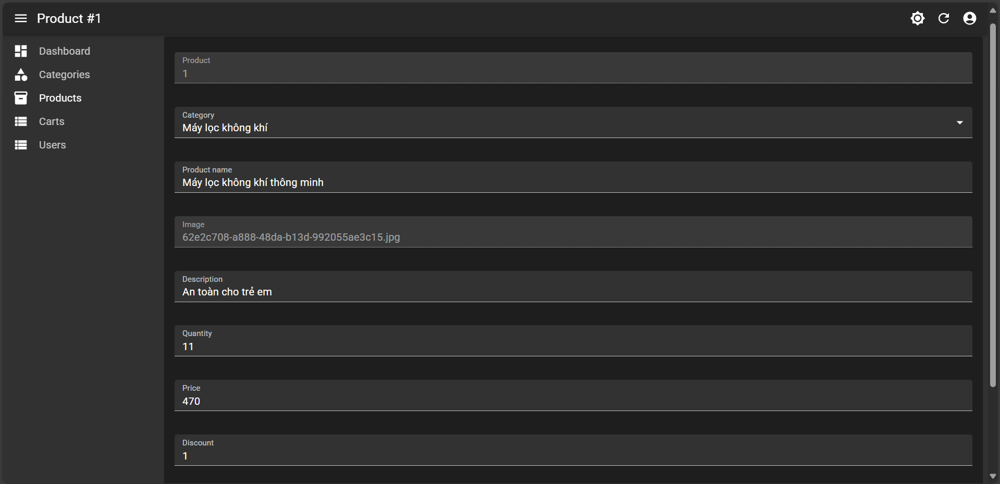 Product #1
Dashboard
Categories
Products
Carts
Users
Product
1
Category
Máy lọc không khí
Product name
Máy lọc không khí thông minh
Image
62e2c708-a888-48da-b13d-992055ae3c15.jpg
Description
An toàn cho trẻ em
Quantity
11
Price
470
Discount
1